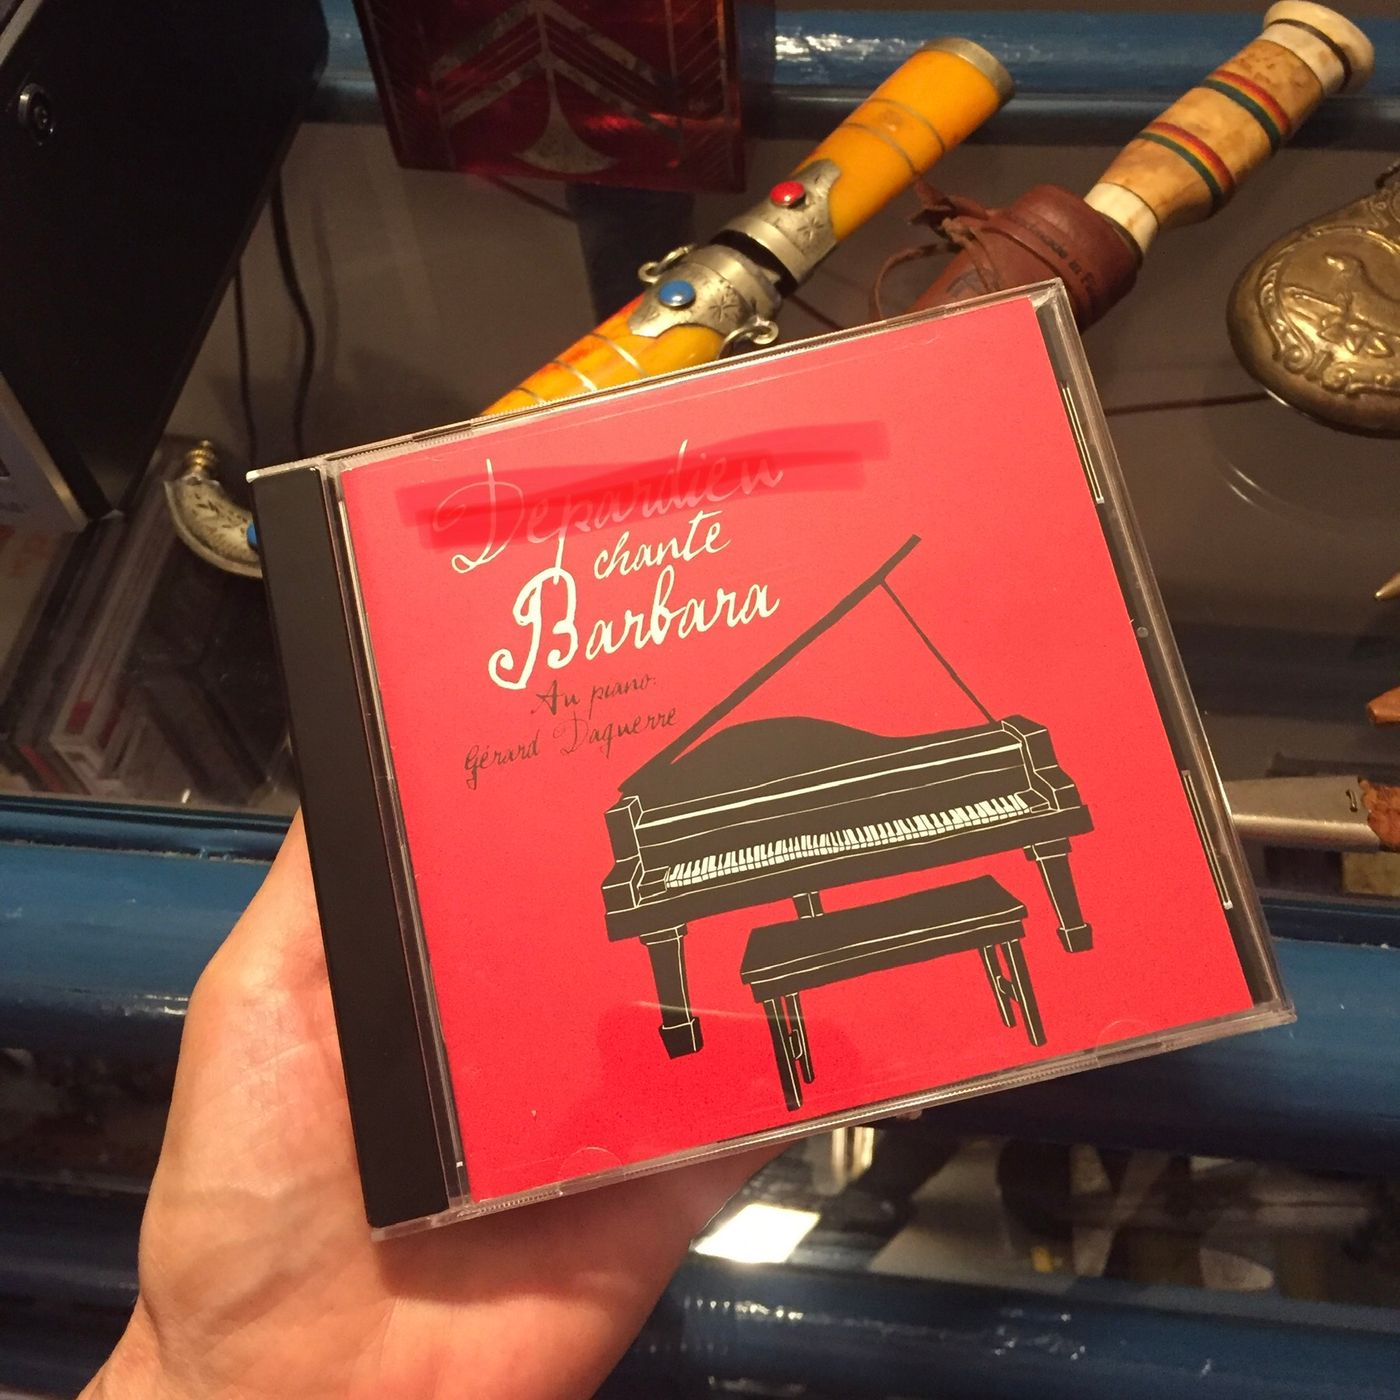 Depardieu
chante
Barbara
Au piano:
Gérard Daguerre